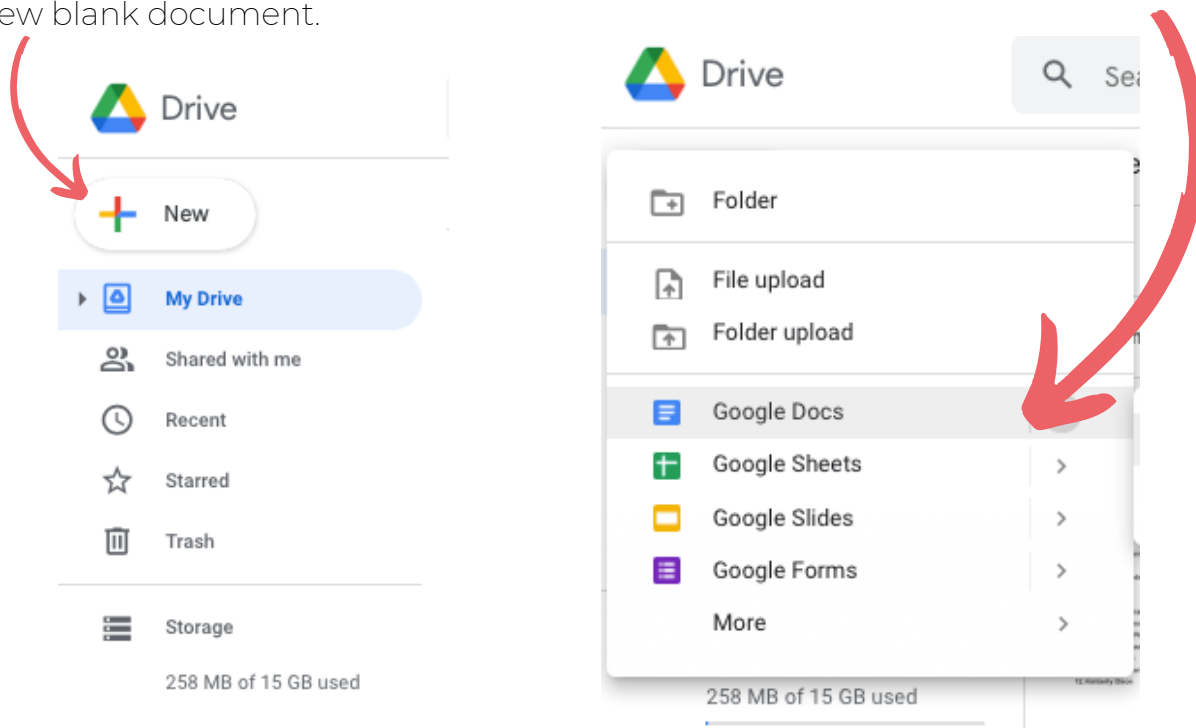 ew blank document.
Drive
New
My Drive
Shared with me
Recent
Starred
Trash
Storage
258 MB of 15 GB used
Drive
Sea
Folder
File upload
Folder upload
Google Docs
Google Sheets
Google Slides
Google Forms
More
258 MB of 15 GB used